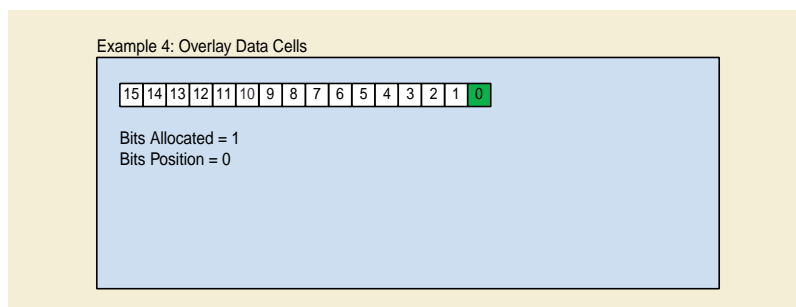 Example 4: Overlay Data Cells
15 14 13 12 11 10 9 8 7 6 5 4 3 2 1 0
Bits Allocated = 1
Bits Position = 0